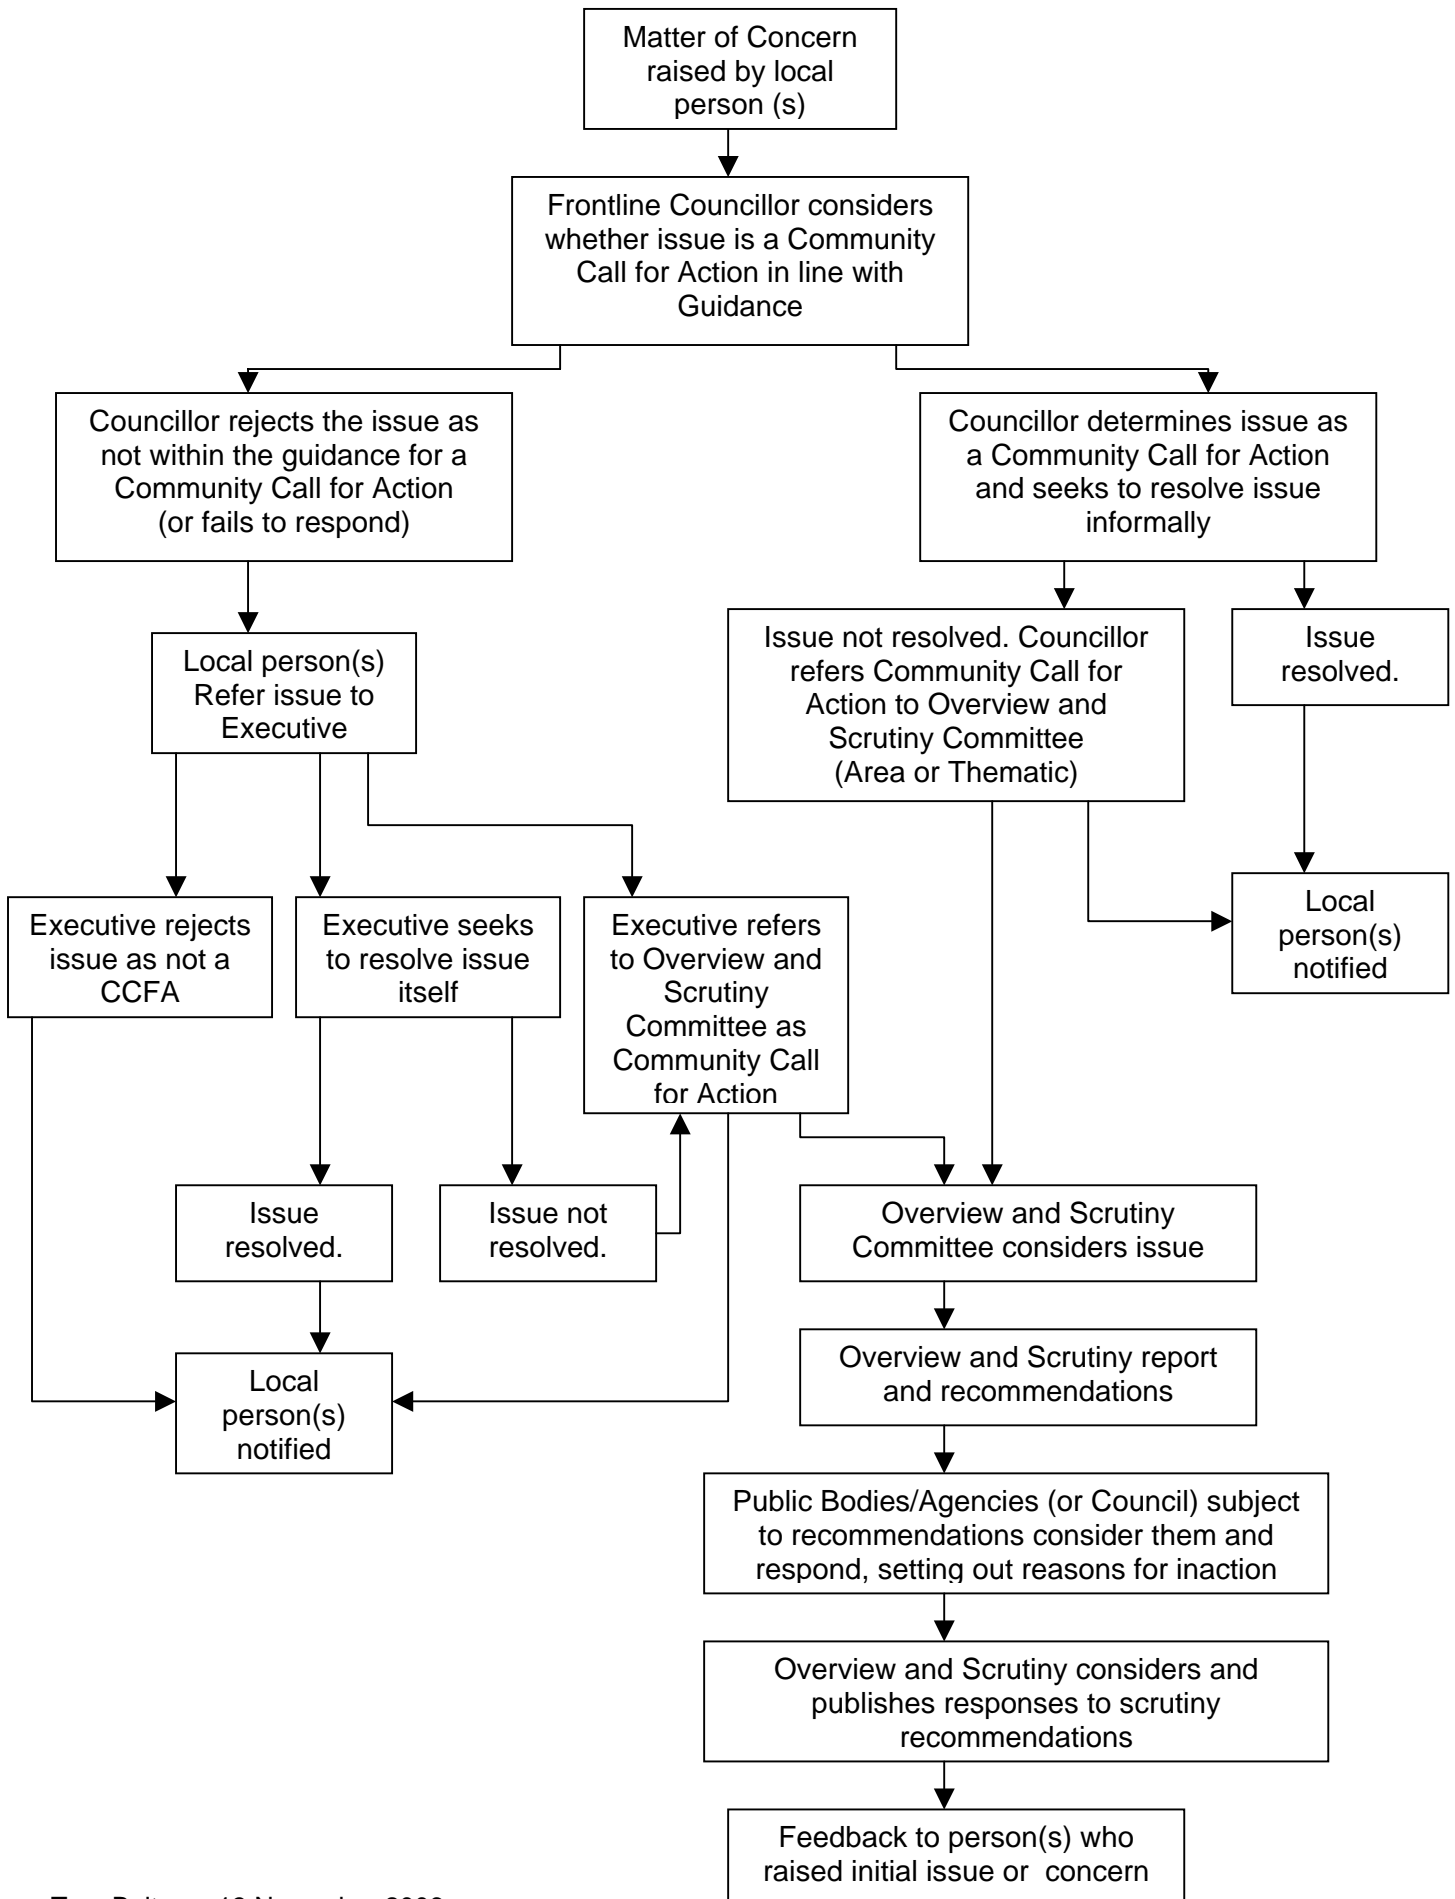 Matter of Concern
raised by local
person (s)
Frontline Councillor considers
whether issue is a Community
Call for Action in line with
Guidance
Councillor rejects the issue as
not within the guidance for a
Community Call for Action
(or fails to respond)
Councillor determines issue as
a Community Call for Action
and seeks to resolve issue
informally
Local person(s)
Refer issue to
Executive
Issue not resolved. Councillor
refers Community Call for
Action to Overview and
Scrutiny Committee
(Area or Thematic)
Issue
resolved.
Executive rejects
issue as not a
CCFA
Executive seeks
to resolve issue
itself
Executive refers
to Overview and
Scrutiny
Committee as
Community Call
for Action
Local
person(s)
notified
Issue
resolved.
Issue not
resolved.
Overview and Scrutiny
Committee considers issue
Local
person(s)
notified
Overview and Scrutiny report
and recommendations
Public Bodies/Agencies (or Council) subject
to recommendations consider them and
respond, setting out reasons for inaction
Overview and Scrutiny considers and
publishes responses to scrutiny
recommendations
Feedback to person(s) who
raised initial issue or concern
November